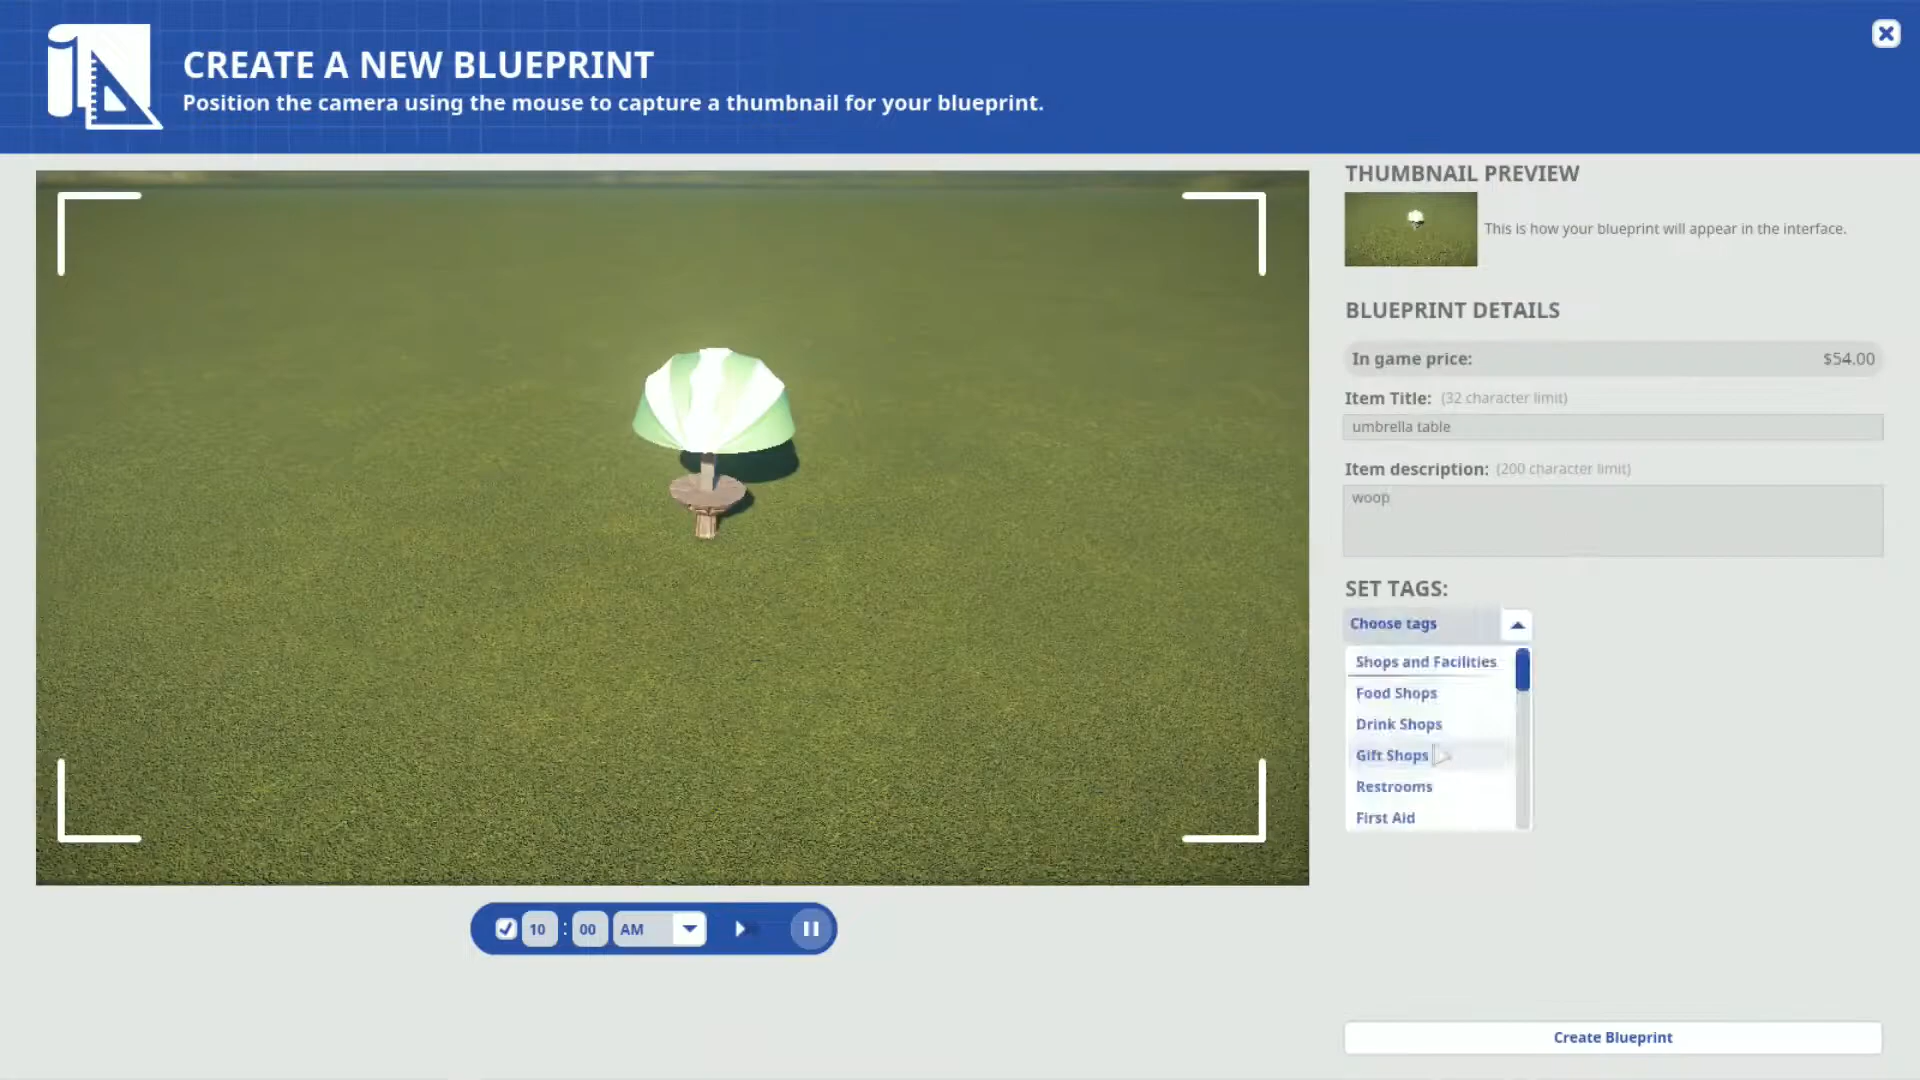 CREATE A NEW BLUEPRINT
Position the camera using the mouse to capture a thumbnail for your blueprint.
THUMBNAIL PREVIEW
This is how your blueprint will appear in the interface.
BLUEPRINT DETAILS
In game price: $54.00
Item Title: (32 character limit)
umbrella table
Item description: (200 character limit)
woop
SET TAGS:
Choose tags
Shops and Facilities
Food Shops
Drink Shops
Gift Shops
Restrooms
First Aid
10 : 00 AM
Create Blueprint